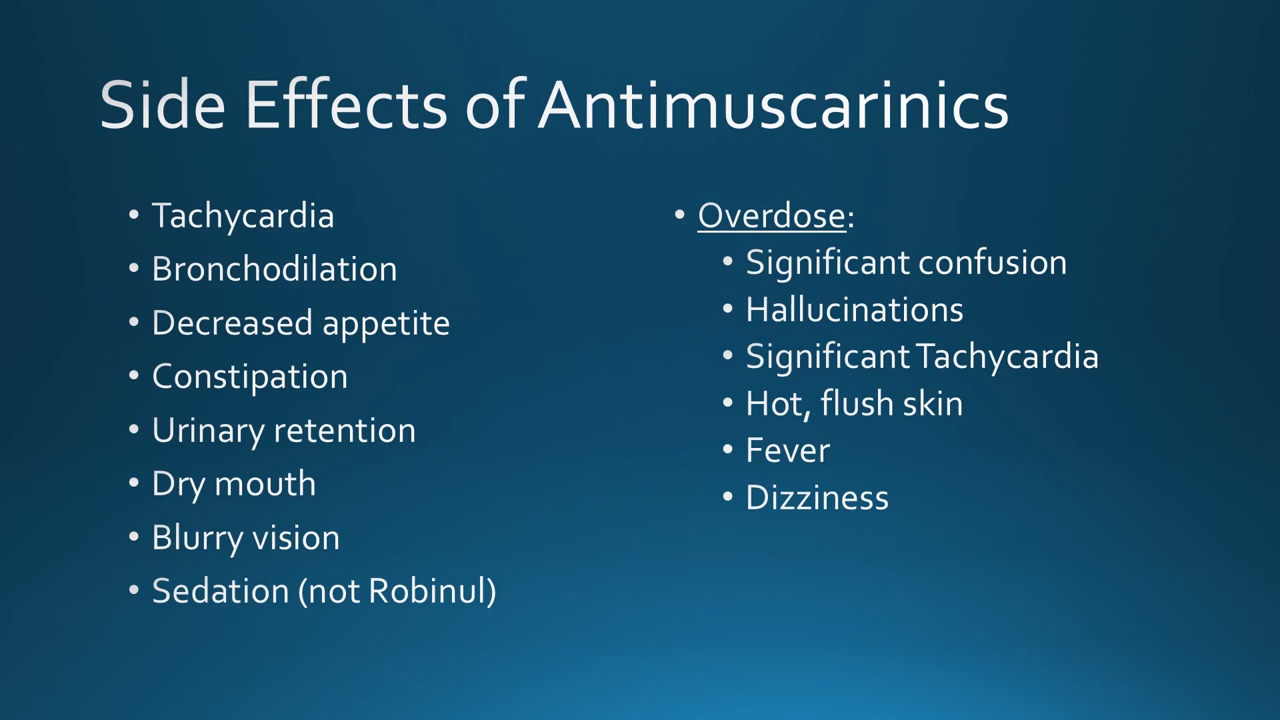 Side Effects of Antimuscarinics
• Tachycardia
• Bronchodilation
• Decreased appetite
• Constipation
• Urinary retention
• Dry mouth
• Blurry vision
• Sedation (not Robinul)
• Overdose:
• Significant confusion
• Hallucinations
• Significant Tachycardia
• Hot, flush skin
• Fever
• Dizziness